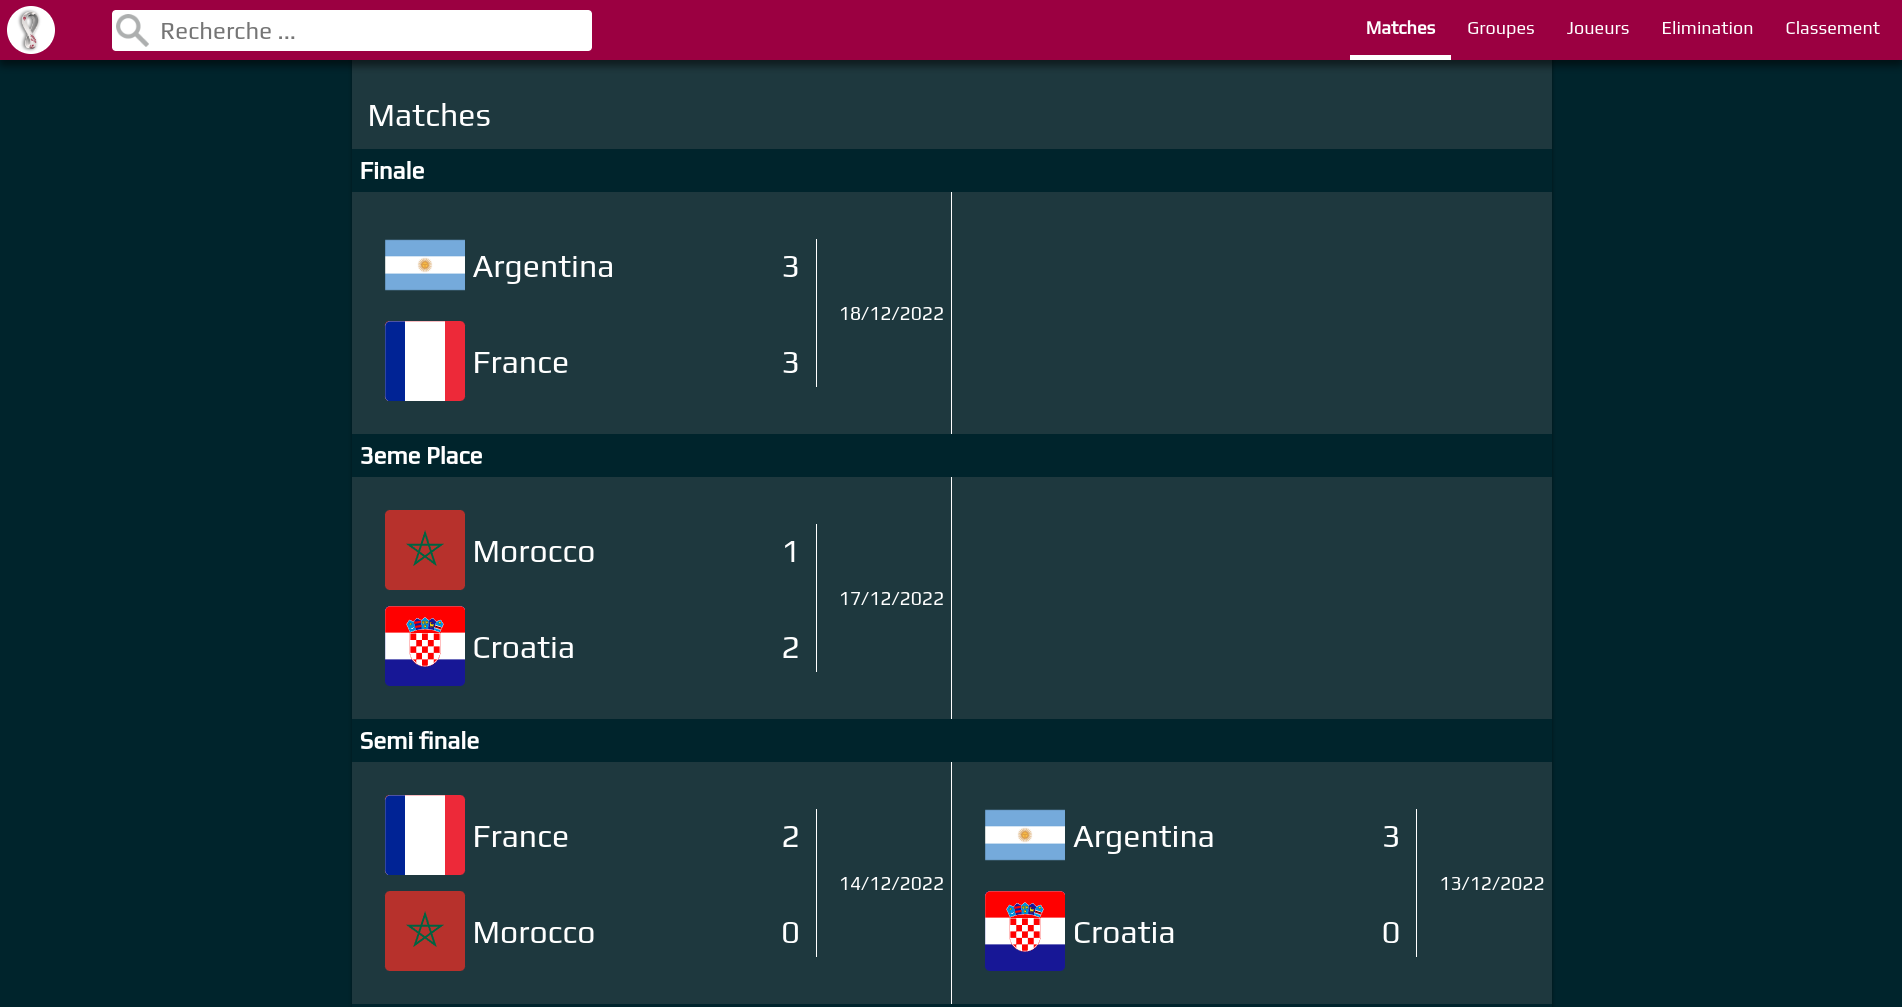 Recherche ...
Matches Groupes Joueurs Elimination Classement
Matches
Finale
Argentina 3
18/12/2022
France 3
3eme Place
Morocco 1
17/12/2022
Croatia 2
Semi finale
France 2
14/12/2022
Morocco 0
Argentina 3
13/12/2022
Croatia 0